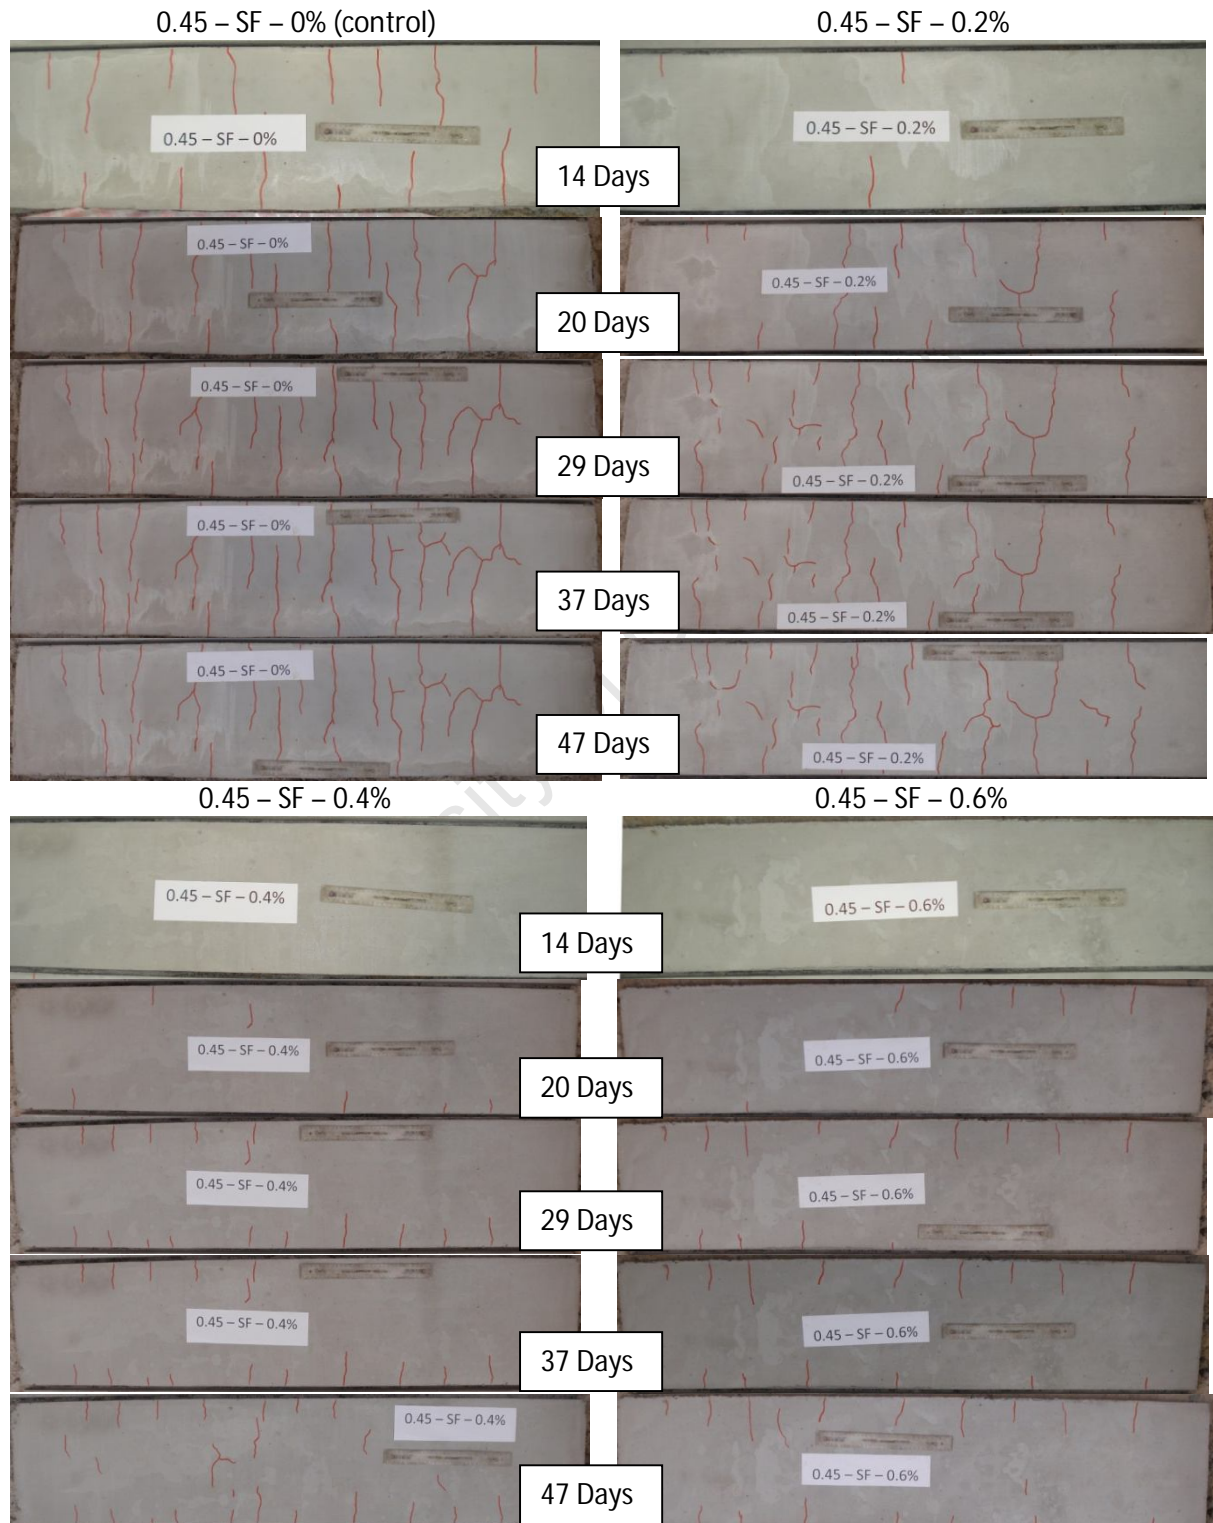 0.45 – SF – 0% (control)
0.45 – SF – 0.2%
0.45 – SF – 0%
0.45 – SF – 0.2%
14 Days
0.45 – SF – 0%
0.45 – SF – 0.2%
20 Days
0.45 – SF – 0%
0.45 – SF – 0.2%
29 Days
0.45 – SF – 0%
0.45 – SF – 0.2%
37 Days
0.45 – SF – 0%
0.45 – SF – 0.2%
47 Days
0.45 – SF – 0.4%
0.45 – SF – 0.6%
0.45 – SF – 0.4%
0.45 – SF – 0.6%
14 Days
0.45 – SF – 0.4%
0.45 – SF – 0.6%
20 Days
0.45 – SF – 0.4%
0.45 – SF – 0.6%
29 Days
0.45 – SF – 0.4%
0.45 – SF – 0.6%
37 Days
0.45 – SF – 0.4%
0.45 – SF – 0.6%
47 Days